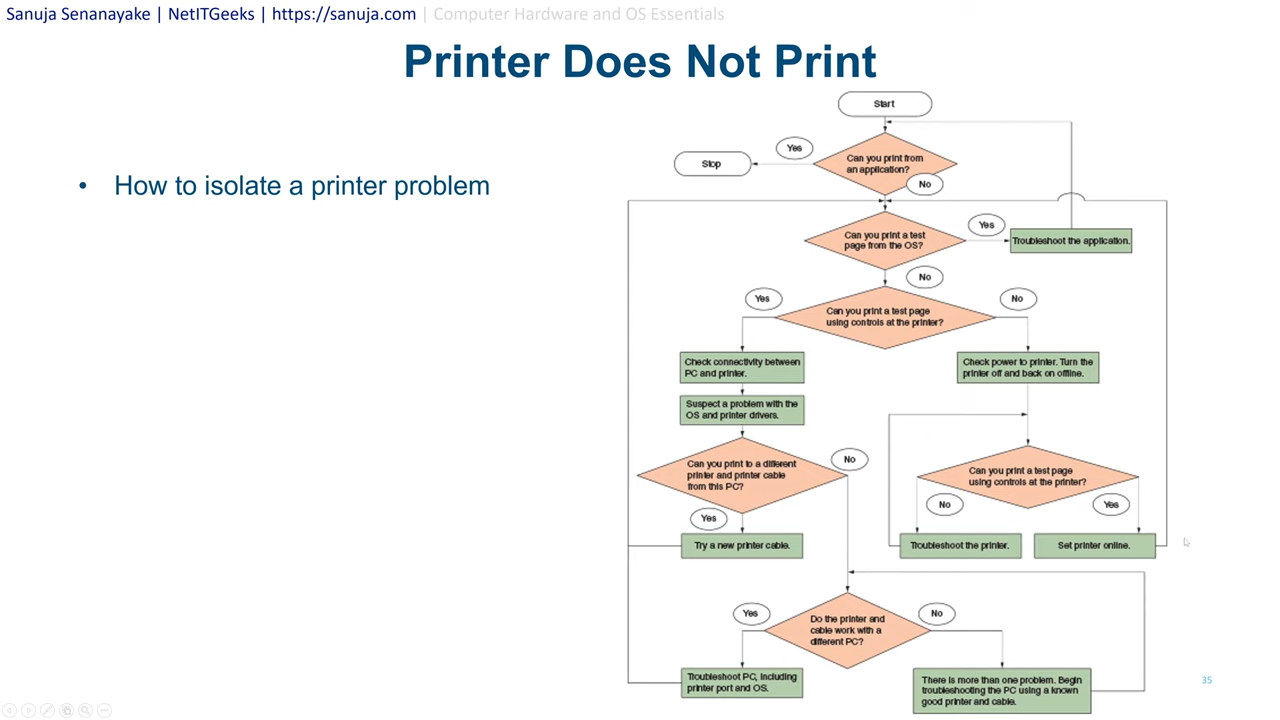 Sanuja Senanayake | NetITGeeks | https://sanuja.com | Computer Hardware and OS Essentials
Printer Does Not Print
• How to isolate a printer problem
Start
Yes
Stop
Can you print from
an application?
No
Can you print a test
page from the OS?
Yes
Troubleshoot the application.
No
Yes
Can you print a test page
using controls at the printer?
No
Check connectivity between
PC and printer.
Check power to printer. Turn the
printer off and back on offline.
Suspect a problem with the
OS and printer drivers.
Can you print to a different
printer and printer cable
from this PC?
No
Can you print a test page
using controls at the printer?
Yes
No
Yes
Try a new printer cable.
Troubleshoot the printer.
Set printer online.
Yes
Do the printer and
cable work with a
different PC?
No
Troubleshoot PC, including
printer port and OS.
There is more than one problem. Begin
troubleshooting the PC using a known
good printer and cable.
35